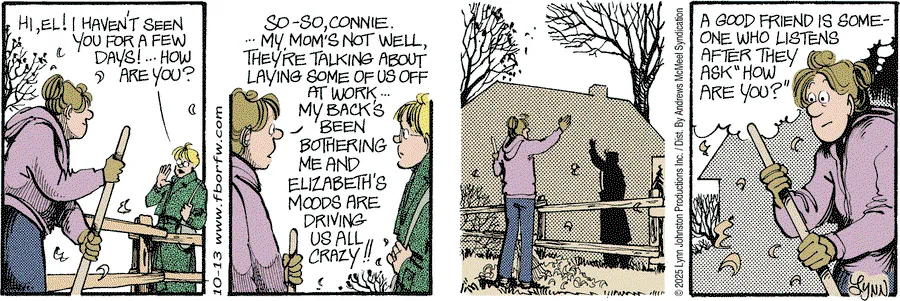 HI, EL! I HAVEN'T SEEN
YOU FOR A FEW
DAYS!... HOW
ARE YOU?
10-13 www.fborfw.com
SO-SO, CONNIE.
... MY MOM'S NOT WELL,
THEY'RE TALKING ABOUT
LAYING SOME OF US OFF
AT WORK...
MY BACK'S
BEEN
BOTHERING
ME AND
ELIZABETH'S
MOODS ARE
DRIVING
US ALL
CRAZY!!
© 2025 Lynn Johnston Productions Inc. / Dist. By Andrews McMeel Syndication
A GOOD FRIEND IS SOME-
ONE WHO LISTENS
AFTER THEY
ASK "HOW
ARE YOU?"
LYNN